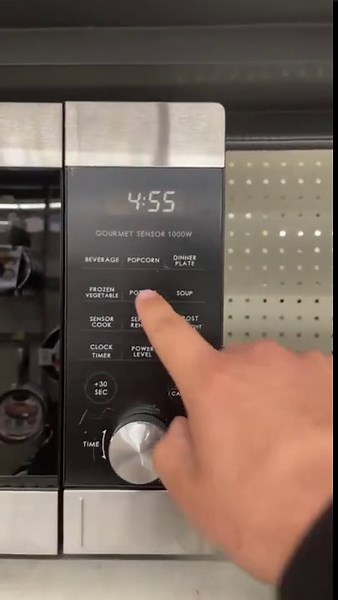 4:55
GOURMET SENSOR 1000W
BEVERAGE POPCORN DINNER PLATE
FROZEN VEGETABLE SOUP
SENSOR COOK
CLOCK TIMER POWER LEVEL
+30 SEC
TIME